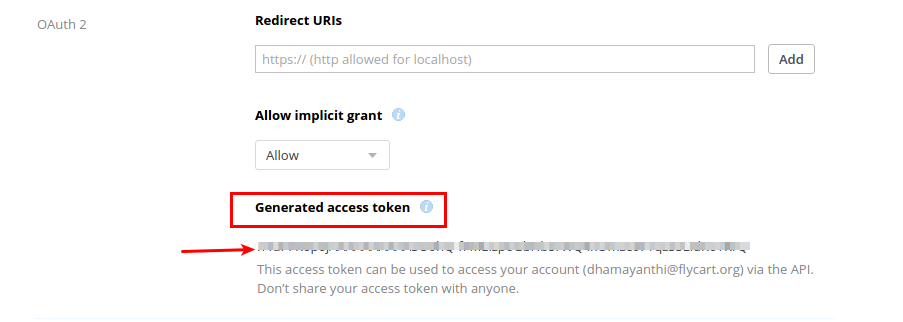 OAuth 2
Redirect URIs
https:// (http allowed for localhost)
Add
Allow implicit grant
i
Allow
Generated access token
i
This access token can be used to access your account (dhamayanthi@flycart.org) via the API.
Don’t share your access token with anyone.